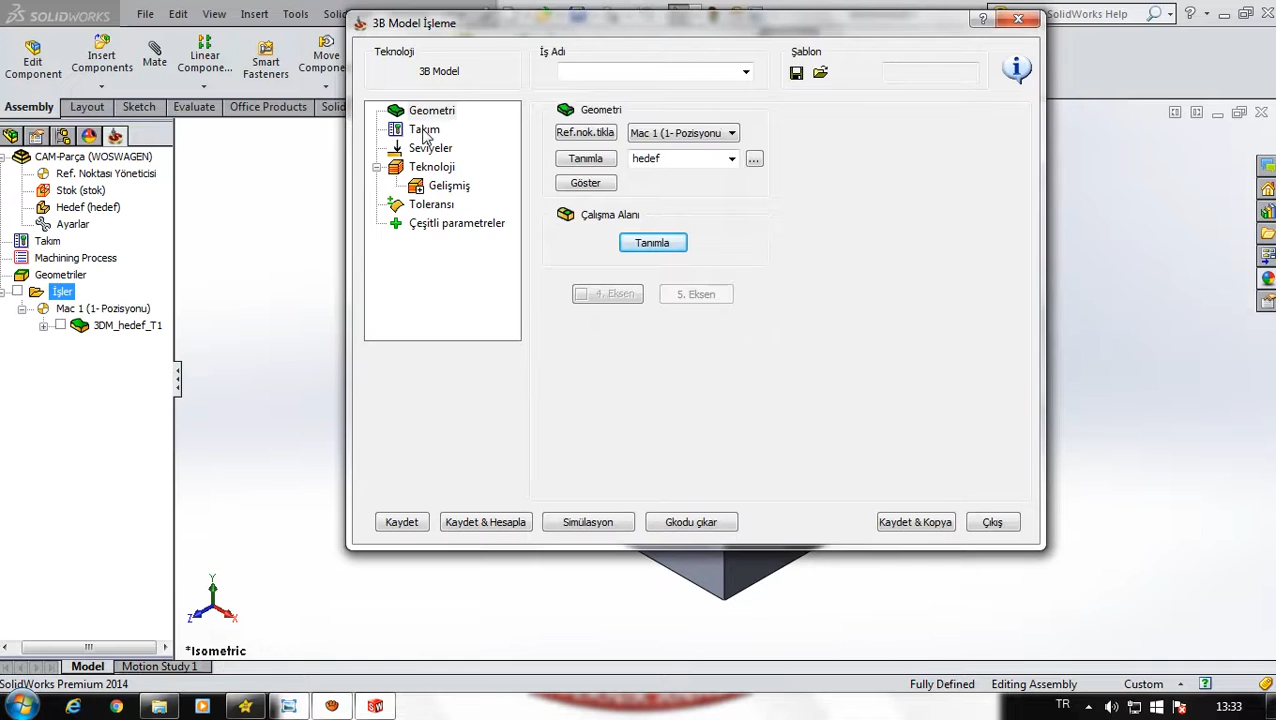 SOLIDWORKS
File Edit View Insert Tools
SolidWorks Help
Edit Component
Insert Components
Mate
Linear Compone...
Smart Fasteners
Move Compone...
Assembly Layout Sketch Evaluate Office Products Solid
CAM-Parça (WOSWAGEN)
Ref. Noktası Yöneticisi
Stok (stok)
Hedef (hedef)
Ayarlar
Takım
Machining Process
Geometriler
İşler
Mac 1 (1- Pozisyonu)
3DM_hedef_T1
3B Model İşleme
Teknoloji
3B Model
İş Adı
Şablon
Geometri
Takım
Seviyeler
Teknoloji
Gelişmiş
Toleransı
Çeşitli parametreler
Geometri
Ref.nok.tıkla Mac 1 (1- Pozisyonu
Tanımla hedef ...
Göster
Çalışma Alanı
Tanımla
4. Eksen 5. Eksen
Kaydet Kaydet & Hesapla Simülasyon Gkodu çıkar Kaydet & Kopya Çıkış
Y
Z X
*Isometric
Model Motion Study 1
SolidWorks Premium 2014 Fully Defined Editing Assembly Custom
TR 13:33